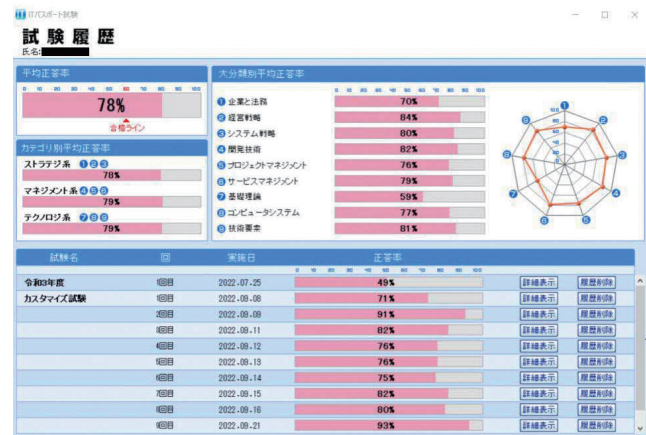 ITパスポート試験
試験履歴
氏名:
平均正答率
0 10 20 30 40 50 60 70 80 90 100
78%
合格ライン
カテゴリ別平均正答率
ストラテジ系 ①②③
78%
マネジメント系 ④⑤⑥
79%
テクノロジ系 ⑦⑧⑨
79%
大分類別平均正答率
0 10 20 30 40 50 60 70 80 90 100
① 企業と法務 70%
② 経営戦略 84%
③ システム戦略 80%
④ 開発技術 82%
⑤ プロジェクトマネジメント 76%
⑥ サービスマネジメント 79%
⑦ 基礎理論 59%
⑧ コンピュータシステム 77%
⑨ 技術要素 81%
試験名 回 実施日 正答率
0 10 20 30 40 50 60 70 80 90 100
令和3年度 1回目 2022.07.25 49% 詳細表示 履歴削除
カスタマイズ試験 1回目 2022.09.08 71% 詳細表示 履歴削除
2回目 2022.09.09 91% 詳細表示 履歴削除
3回目 2022.09.11 82% 詳細表示 履歴削除
4回目 2022.09.12 76% 詳細表示 履歴削除
5回目 2022.09.13 76% 詳細表示 履歴削除
6回目 2022.09.14 75% 詳細表示 履歴削除
7回目 2022.09.15 82% 詳細表示 履歴削除
8回目 2022.09.16 80% 詳細表示 履歴削除
9回目 2022.09.21 93% 詳細表示 履歴削除